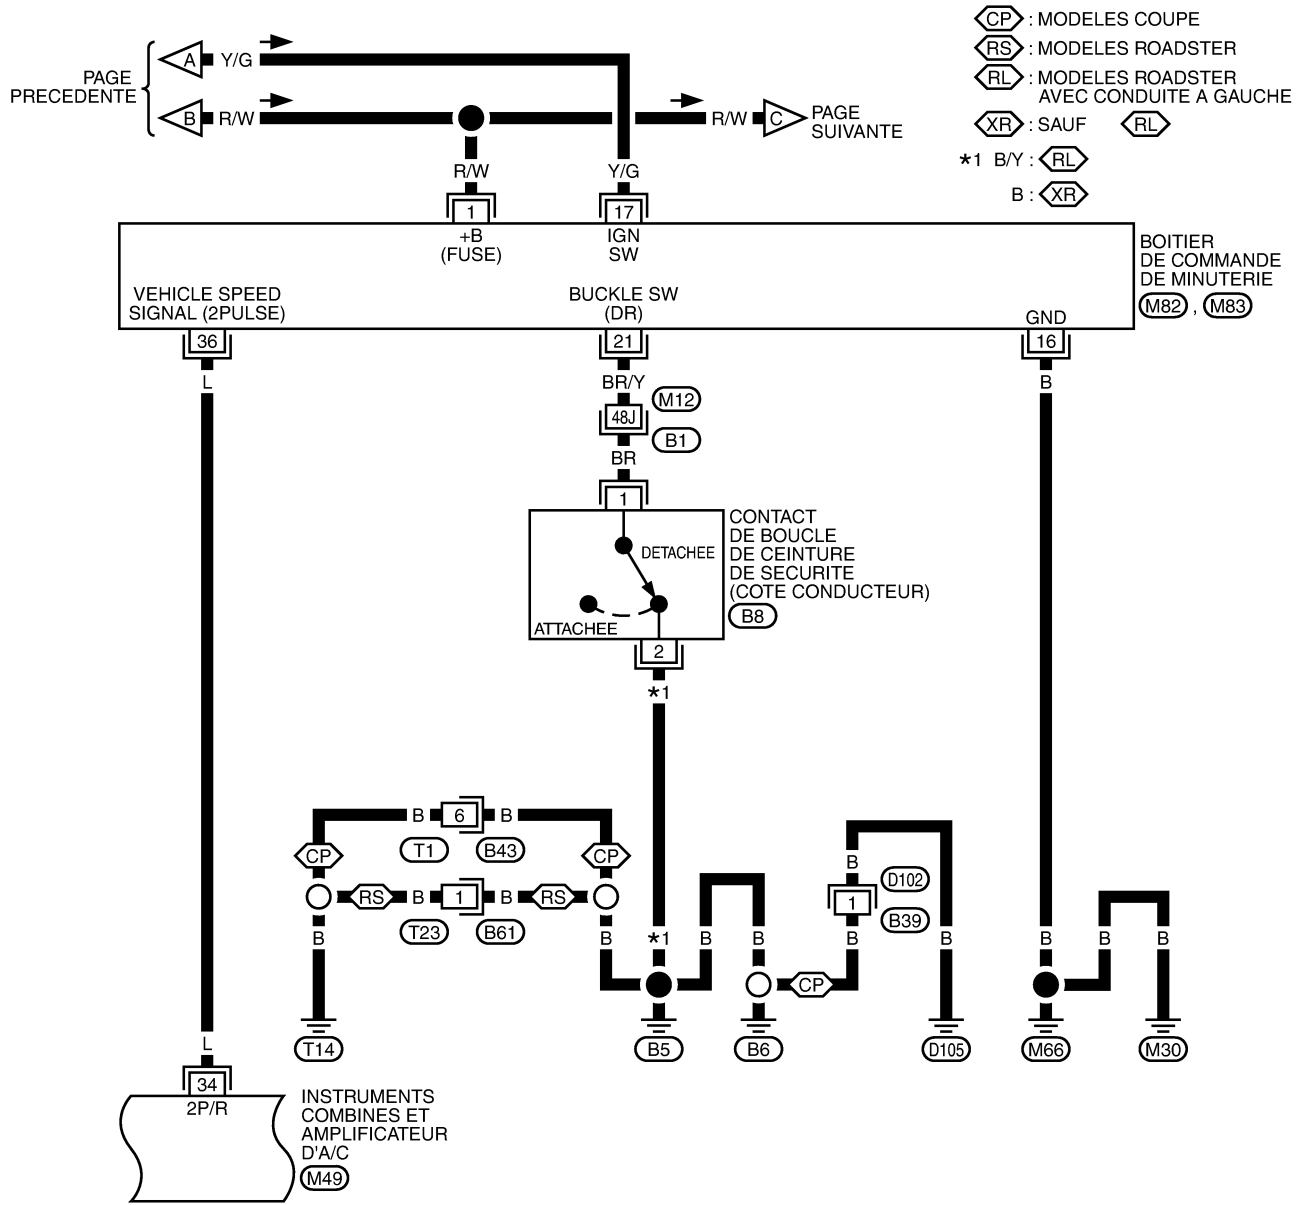 CP : MODELES COUPE
RS : MODELES ROADSTER
RL : MODELES ROADSTER
AVEC CONDUITE A GAUCHE
XR : SAUF RL
*1 B/Y : RL
B : XR
PAGE
PRECEDENTE
A Y/G
B R/W
R/W C
PAGE
SUIVANTE
R/W
Y/G
1
17
+B
(FUSE)
IGN
SW
BOITIER
DE COMMANDE
DE MINUTERIE
M82 , M83
VEHICLE SPEED
SIGNAL (2PULSE)
BUCKLE SW
(DR)
GND
36
21
16
L
BR/Y
B
M12
48J
B1
BR
1
CONTACT
DE BOUCLE
DE CEINTURE
DE SECURITE
(COTE CONDUCTEUR)
B8
DETACHEE
ATTACHEE
2
*1
B 6 B
T1 B43
CP CP
RS B 1 B RS
T23 B61
B
D102
1
B39
B B *1 B B B B B B B
CP
T14 B5 B6 D105 M66 M30
L
34
2P/R
INSTRUMENTS
COMBINES ET
AMPLIFICATEUR
D'A/C
M49